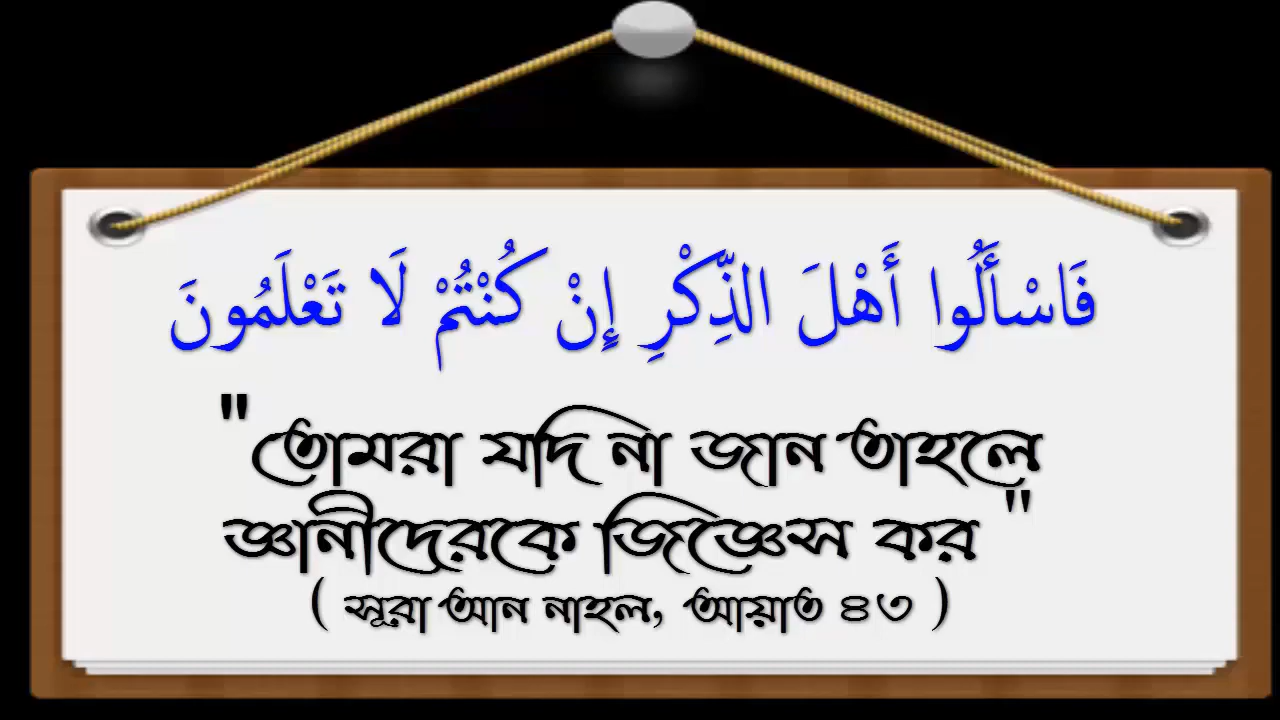 فَاسْأَلُوا أَهْلَ الذِّكْرِ إِنْ كُنْتُمْ لَا تَعْلَمُونَ
"তোমরা যদি না জান তাহলে
জ্ঞানীদেরকে জিজ্ঞেস কর"
( সূরা আন নাহল, আয়াত ৪৩ )